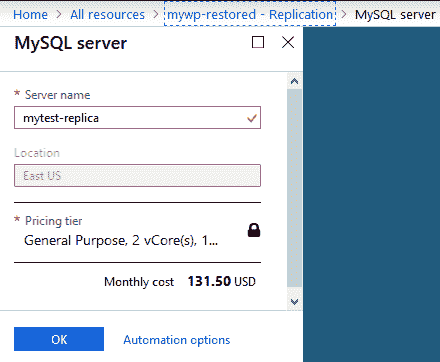 Home > All resources > mywp-restored - Replication > MySQL server
MySQL server
* Server name
mytest-replica
Location
East US
* Pricing tier
General Purpose, 2 vCore(s), 1...
Monthly cost 131.50 USD
OK Automation options